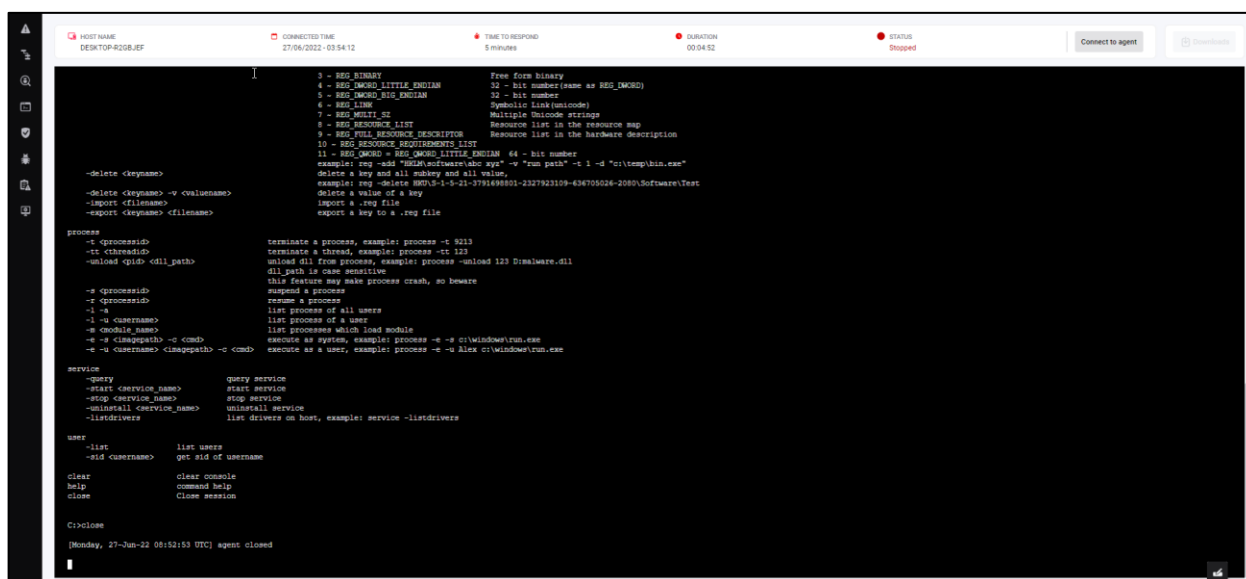 HOST NAME CONNECTED TIME TIME TO RESPOND DURATION STATUS
DESKTOP-R2GBJEF 27/06/2022 - 03:54:12 5 minutes 00:04:52 Stopped Connect to agent Downloads
3 - REG_BINARY Free form binary
4 - REG_DWORD_LITTLE_ENDIAN 32 - bit number(same as REG_DWORD)
5 - REG_DWORD_BIG_ENDIAN 32 - bit number
6 - REG_LINK Symbolic Link(unicode)
7 - REG_MULTI_SZ Multiple Unicode strings
8 - REG_RESOURCE_LIST Resource list in the resource map
9 - REG_FULL_RESOURCE_DESCRIPTOR Resource list in the hardware description
10 - REG_RESOURCE_REQUIREMENTS_LIST
11 - REG_QWORD = REG_QWORD_LITTLE_ENDIAN 64 - bit number
example: reg -add "HKLM\software\abc xyz" -v "run path" -t 1 -d "c:\temp\bin.exe"
-delete <keyname> delete a key and all subkey and all value,
example: reg -delete HKU\S-1-5-21-3791698801-2327923109-636705026-2080\Software\Test
-delete <keyname> -v <valuename> delete a value of a key
-import <filename> import a .reg file
-export <keyname> <filename> export a key to a .reg file
process
-t <processid> terminate a process, example: process -t 9213
-tt <threadid> terminate a thread, example: process -tt 123
-unload <pid> <dll_path> unload dll from process, example: process -unload 123 D:malware.dll
dll_path is case sensitive
this feature may make process crash, so beware
-s <processid> suspend a process
-r <processid> resume a process
-l -a list process of all users
-l -u <username> list process of a user
-m <module_name> list processes which load module
-e -s <imagepath> -c <cmd> execute as system, example: process -e -s c:\windows\run.exe
-e -u <username> <imagepath> -c <cmd> execute as a user, example: process -e -u Alex c:\windows\run.exe
service
-query query service
-start <service_name> start service
-stop <service_name> stop service
-uninstall <service_name> uninstall service
-listdrivers list drivers on host, example: service -listdrivers
user
-list list users
-sid <username> get sid of username
clear clear console
help command help
close Close session
C:>close
[Monday, 27-Jun-22 08:52:53 UTC] agent closed